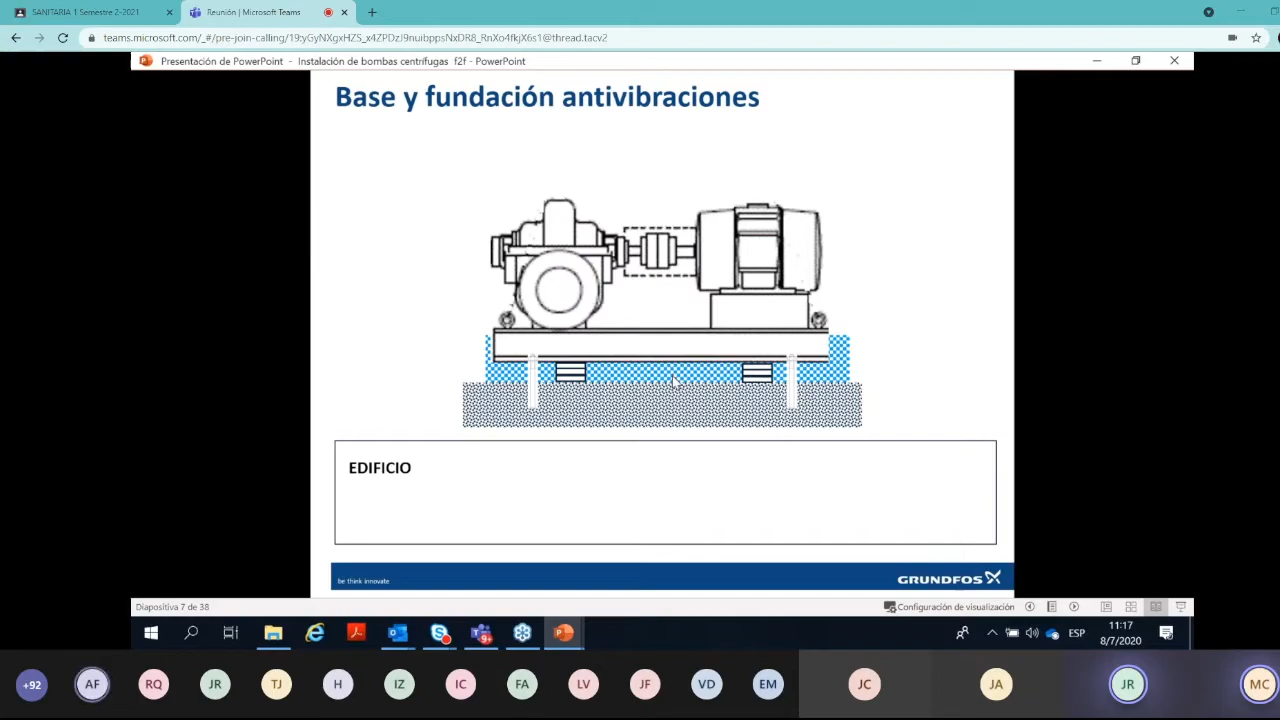 SANITARIA 1 Semestre 2-2021
Reunión | Microsoft Teams
teams.microsoft.com/_#/pre-join-calling/19:yGyNXgxHZS_x4ZPDzJ9nuibppsNxDR8_RnXo4fkjX6s1@thread.tacv2
Presentación de PowerPoint - Instalación de bombas centrífugas f2f - PowerPoint
Base y fundación antivibraciones
EDIFICIO
be think innovate
GRUNDFOS
Diapositiva 7 de 38
Configuración de visualización
9+
ESP
11:17
8/7/2020
+92
AF
RQ
JR
TJ
H
IZ
IC
FA
LV
JF
VD
EM
JC
JA
JR
MC